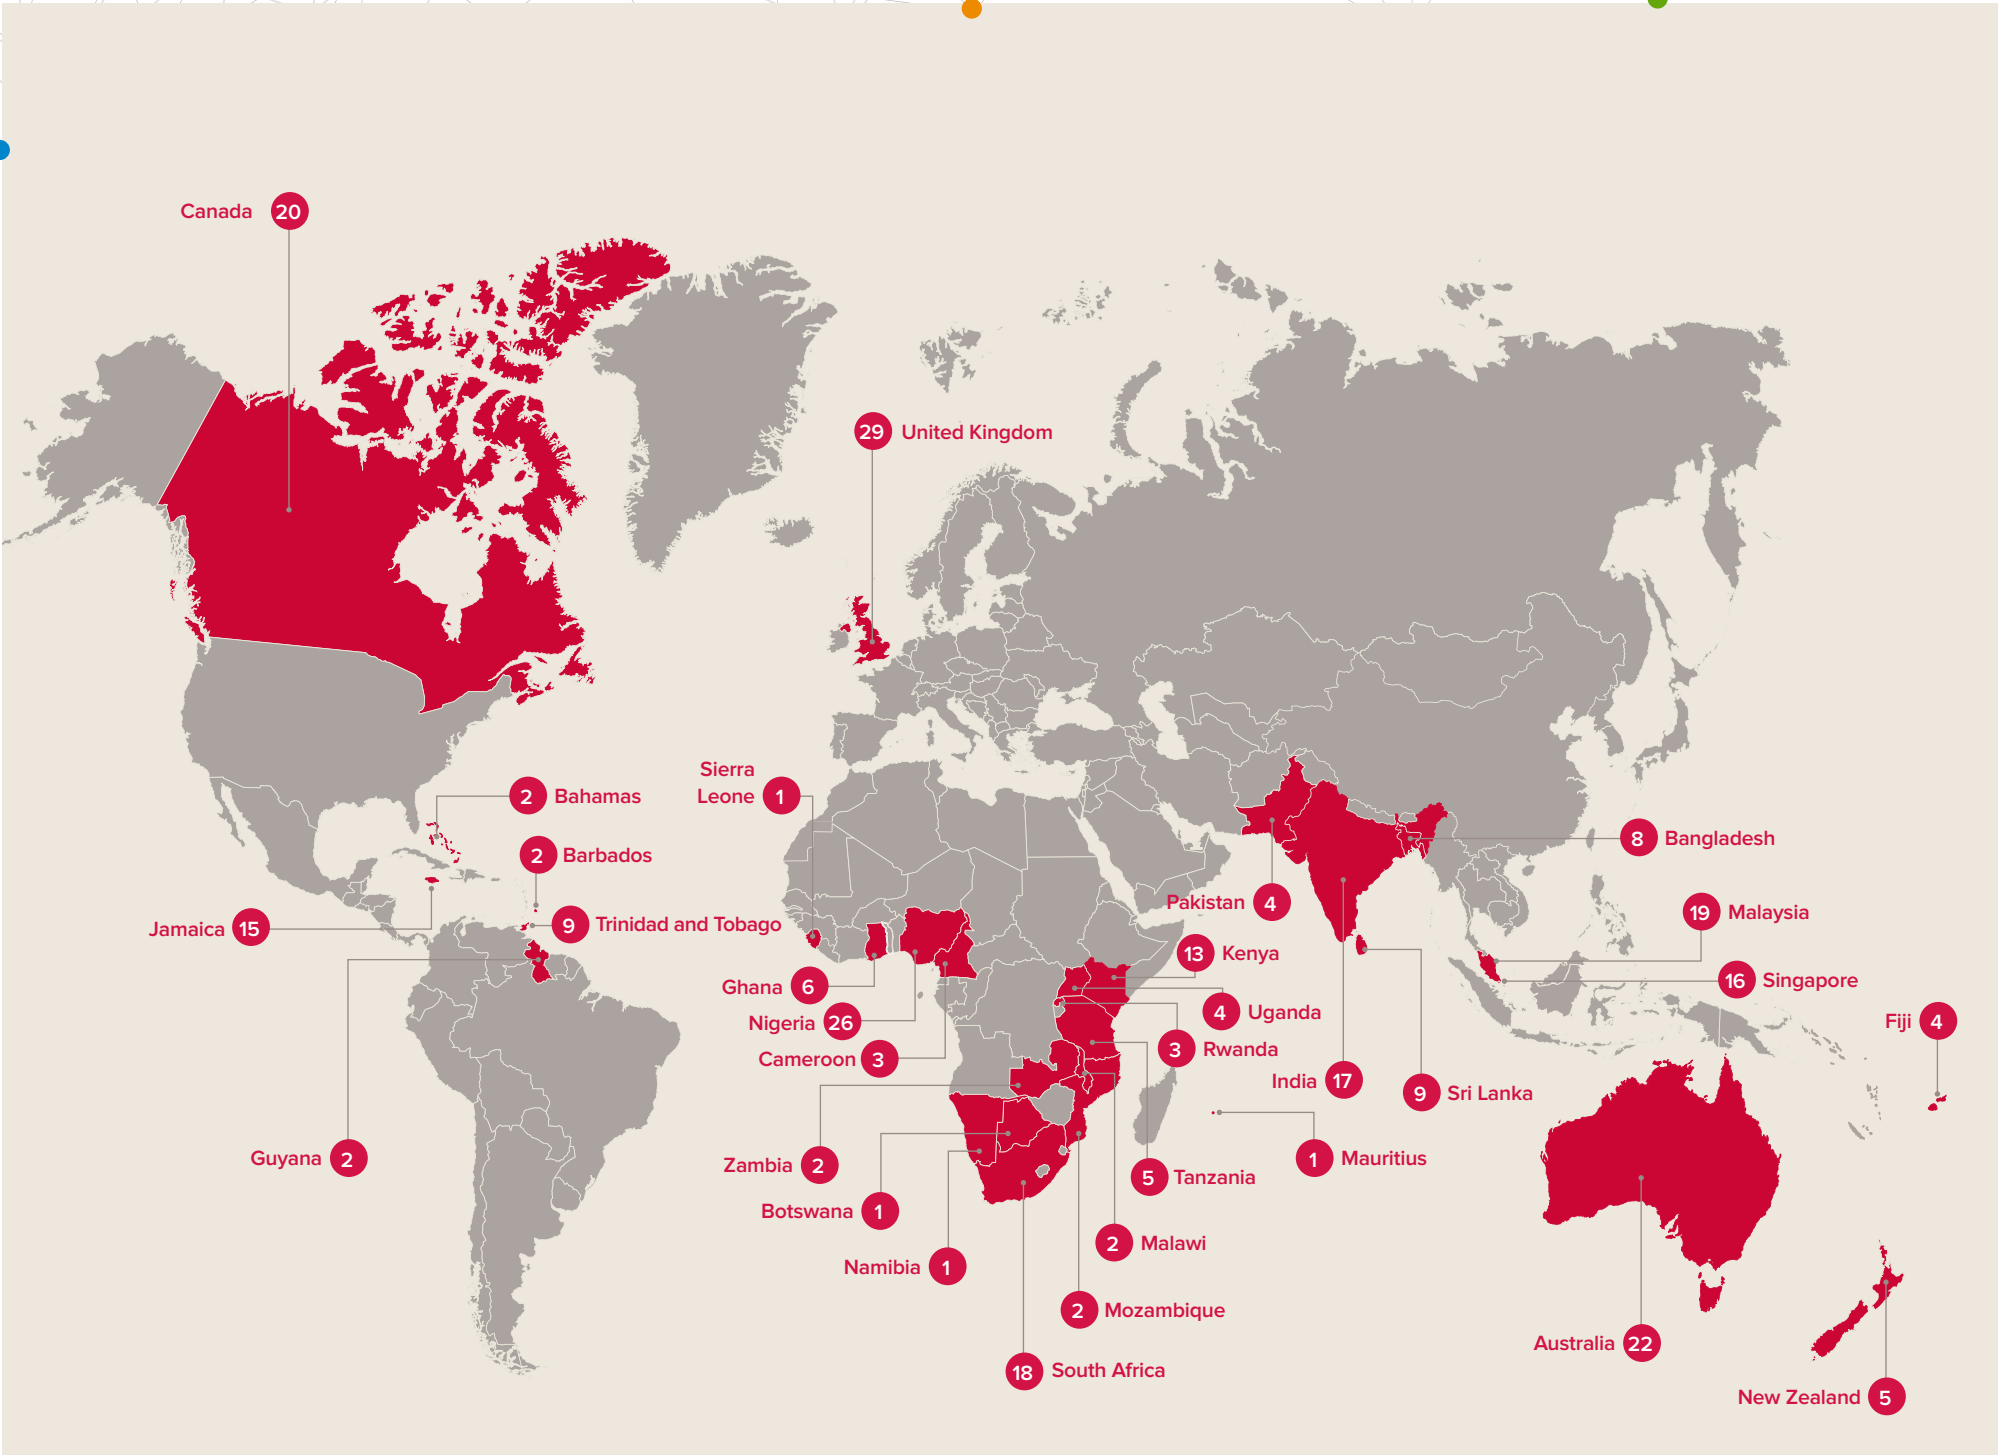 Canada 20
29 United Kingdom
Sierra
Leone 1
2 Bahamas
8 Bangladesh
2 Barbados
Pakistan 4
19 Malaysia
Jamaica 15
9 Trinidad and Tobago
13 Kenya
16 Singapore
Ghana 6
4 Uganda
Fiji 4
Nigeria 26
3 Rwanda
Cameroon 3
India 17
9 Sri Lanka
Guyana 2
1 Mauritius
Zambia 2
5 Tanzania
Botswana 1
2 Malawi
Namibia 1
2 Mozambique
Australia 22
18 South Africa
New Zealand 5